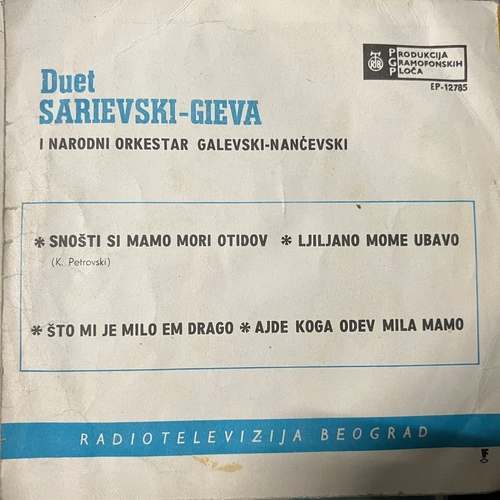 PRODUKCIJA
GRAMOFONSKIH
PLOČA
EP-12785
Duet
SARIEVSKI-GIEVA
I NARODNI ORKESTAR GALEVSKI-NANČEVSKI
* SNOŠTI SI MAMO MORI OTIDOV * LJILJANO MOME UBAVO
(K. Petrovski)
* ŠTO MI JE MILO EM DRAGO * AJDE KOGA ODEV MILA MAMO
RADIOTELEVIZIJA BEOGRAD